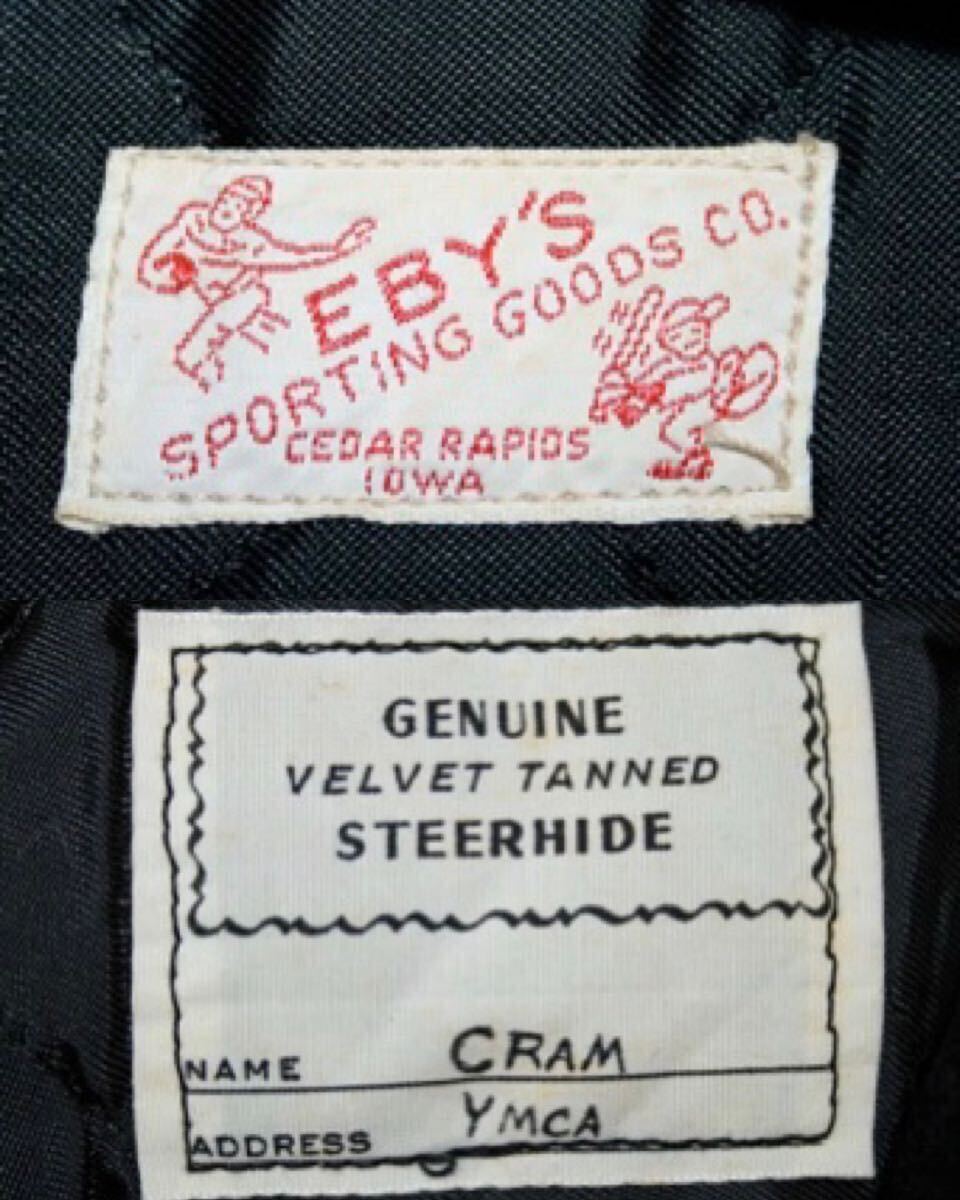 EBY'S
SPORTING GOODS CO.
CEDAR RAPIDS
IOWA
GENUINE
VELVET TANNED
STEERHIDE
NAME CRAM
ADDRESS YMCA